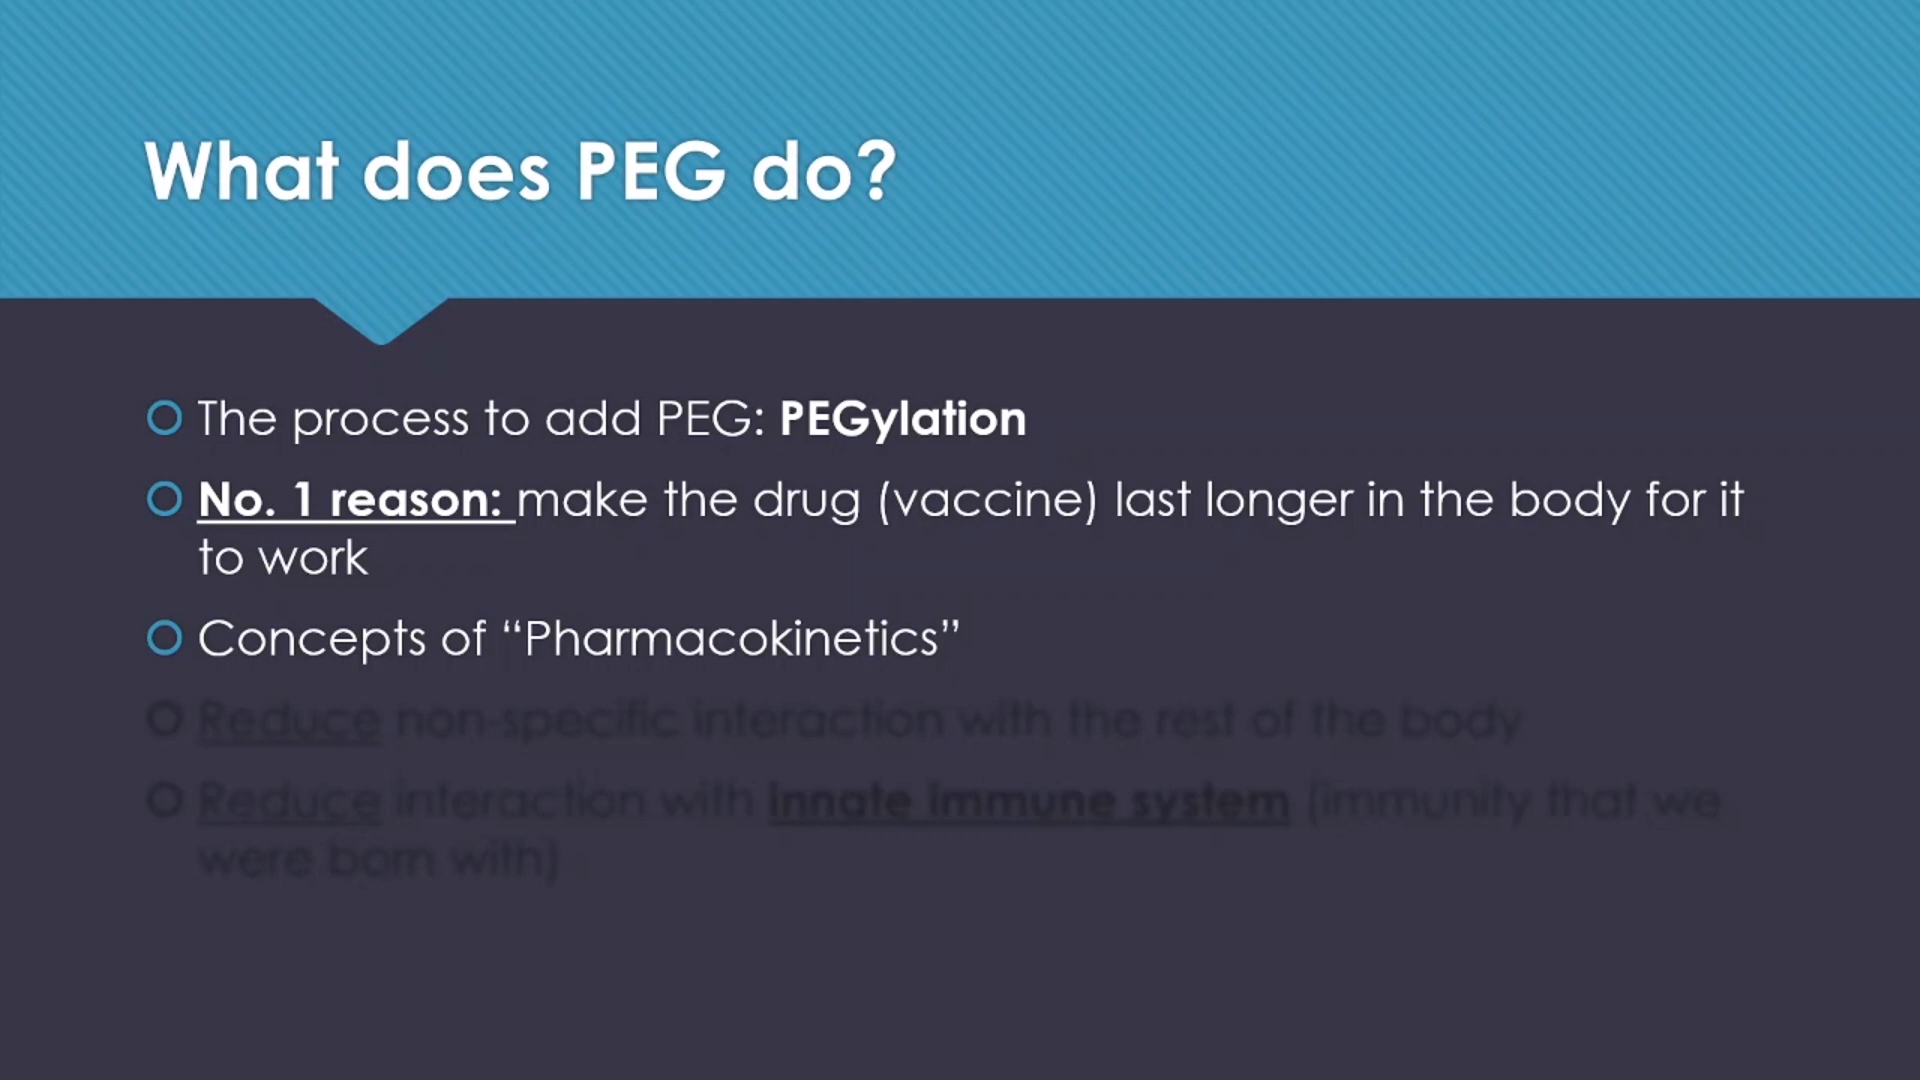 What does PEG do?
The process to add PEG: PEGylation
No. 1 reason: make the drug (vaccine) last longer in the body for it
to work
Concepts of “Pharmacokinetics”
Reduce non-specific interaction with the rest of the body
Reduce interaction with innate immune system (immunity that we
were born with)